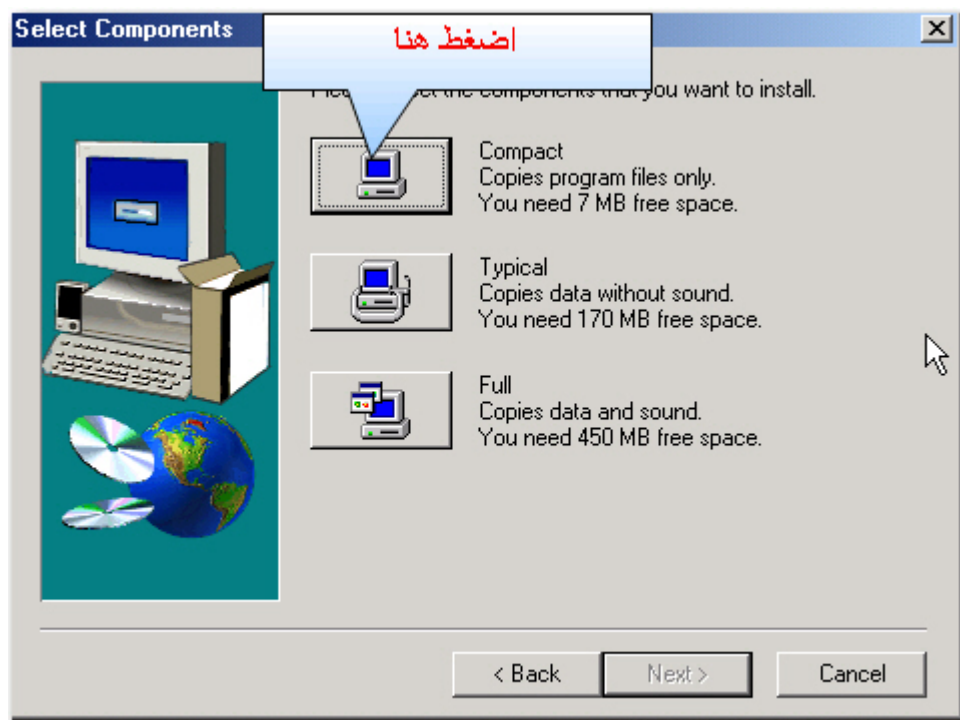 Select Components
اضغط هنا
the components that you want to install.
Compact
Copies program files only.
You need 7 MB free space.
Typical
Copies data without sound.
You need 170 MB free space.
Full
Copies data and sound.
You need 450 MB free space.
< Back
Next >
Cancel